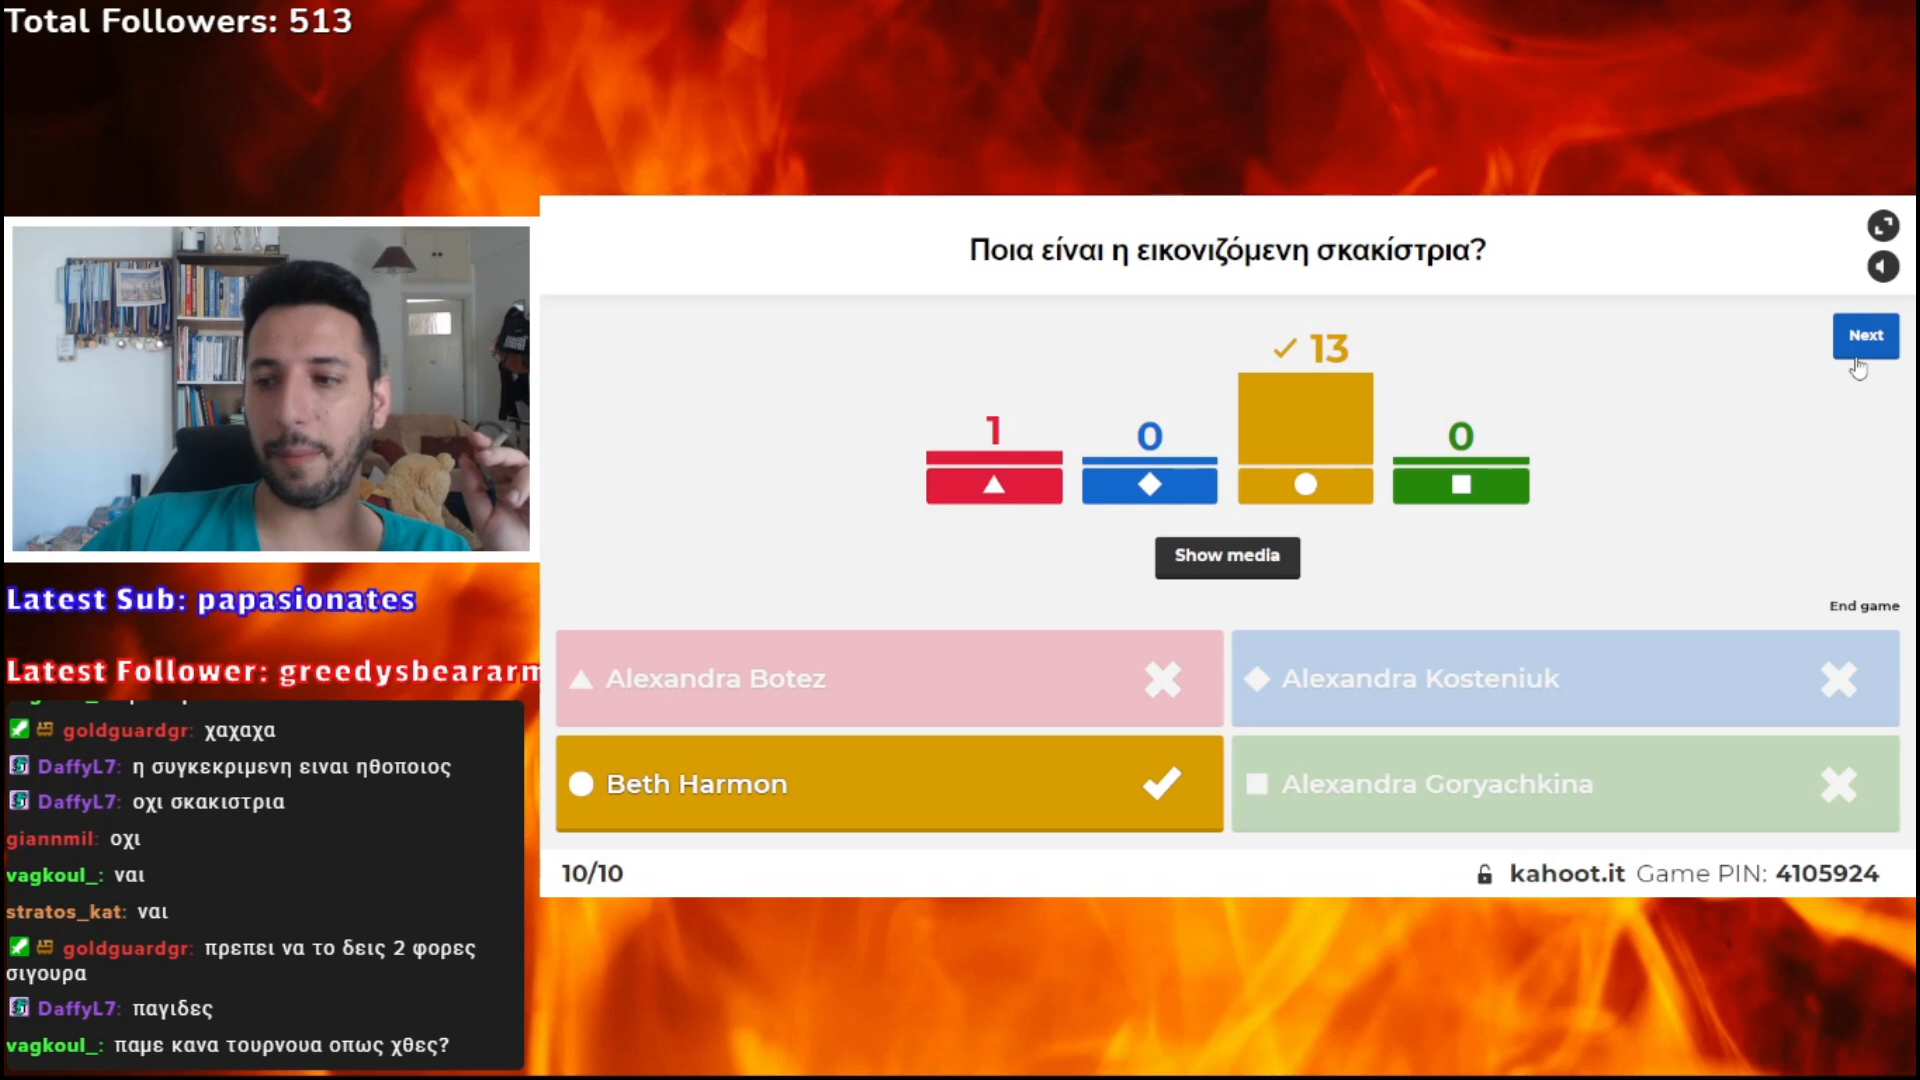 Total Followers: 513
Ποια είναι η εικονιζόμενη σκακίστρια?
Next
13
1
0
0
Show media
End game
Latest Sub: papasionates
Latest Follower: greedysbeararm
Alexandra Botez
Alexandra Kosteniuk
Beth Harmon
Alexandra Goryachkina
10/10
kahoot.it Game PIN: 4105924
goldguardgr: χαχαχα
DaffyL7: η συγκεκριμενη ειναι ηθοποιος
DaffyL7: οχι σκακιστρια
giannmil: οχι
vagkoul_: ναι
stratos_kat: ναι
goldguardgr: πρεπει να το δεις 2 φορες
σιγουρα
DaffyL7: παγιδες
vagkoul_: παμε κανα τουρνουα οπως χθες?